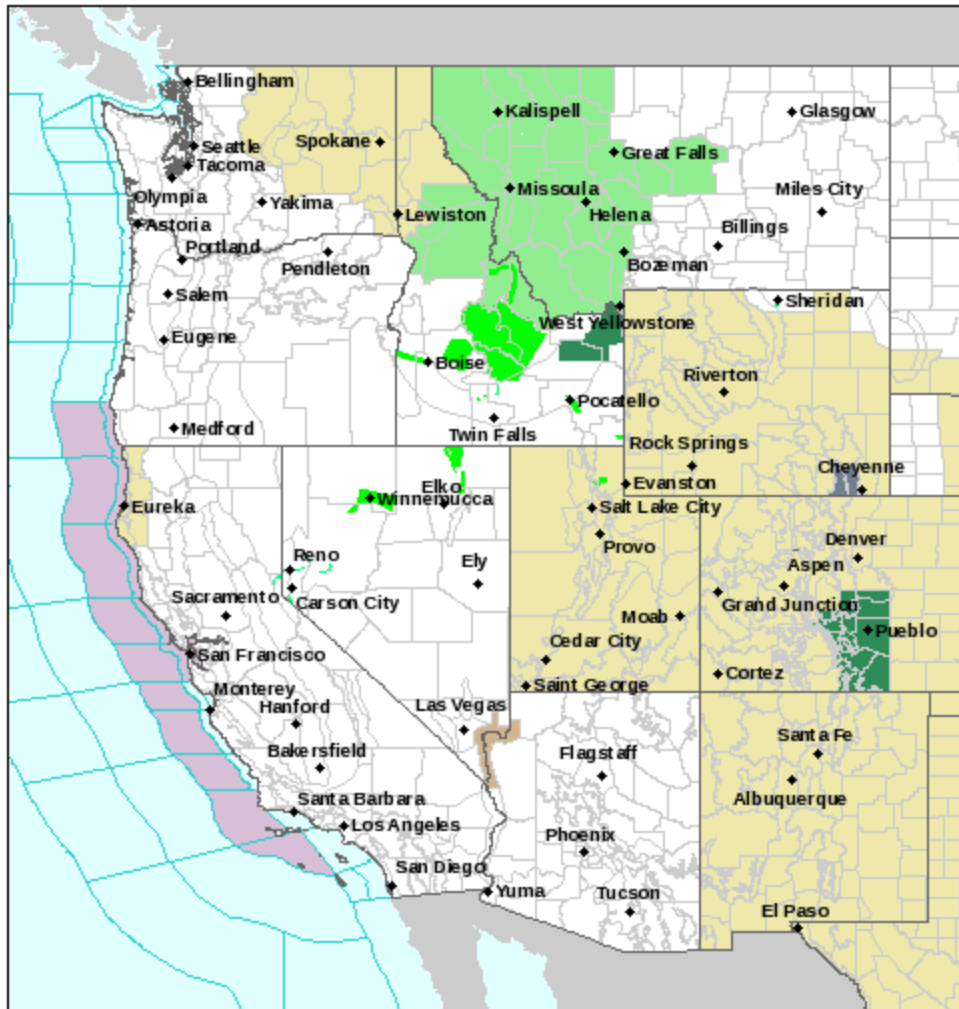 Bellingham
Kalispell
Glasgow
Spokane
Seattle
Great Falls
Tacoma
Missoula
Miles City
Olympia
Yakima
Lewiston
Helena
Astoria
Billings
Portland
Pendleton
Bozeman
Salem
Sheridan
West Yellowstone
Eugene
Boise
Riverton
Pocatello
Medford
Twin Falls
Rock Springs
Cheyenne
Elko
Evanston
Winnemucca
Eureka
Salt Lake City
Denver
Provo
Reno
Ely
Aspen
Sacramento
Carson City
Grand Junction
Moab
Pueblo
Cedar City
San Francisco
Cortez
Saint George
Monterey
Hanford
Las Vegas
Santa Fe
Bakersfield
Flagstaff
Santa Barbara
Albuquerque
Los Angeles
Phoenix
San Diego
Yuma
Tucson
El Paso